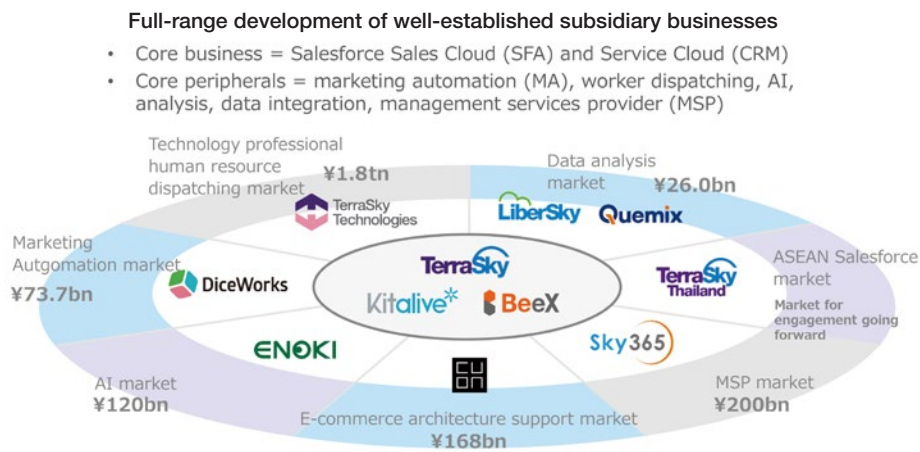 Full-range development of well-established subsidiary businesses
• Core business = Salesforce Sales Cloud (SFA) and Service Cloud (CRM)
• Core peripherals = marketing automation (MA), worker dispatching, AI,
analysis, data integration, management services provider (MSP)
Technology professional
human resource
dispatching market
¥1.8tn
Data analysis
market
¥26.0bn
TerraSky
Technologies
LiberSky
Quemix
Marketing
Autgomation market
¥73.7bn
DiceWorks
TerraSky
Kitalive
BeeX
TerraSky
Thailand
ASEAN Salesforce
market
Market for
engagement going
forward
ENOKI
Sky365
CUON
AI market
¥120bn
E-commerce architecture support market
¥168bn
MSP market
¥200bn